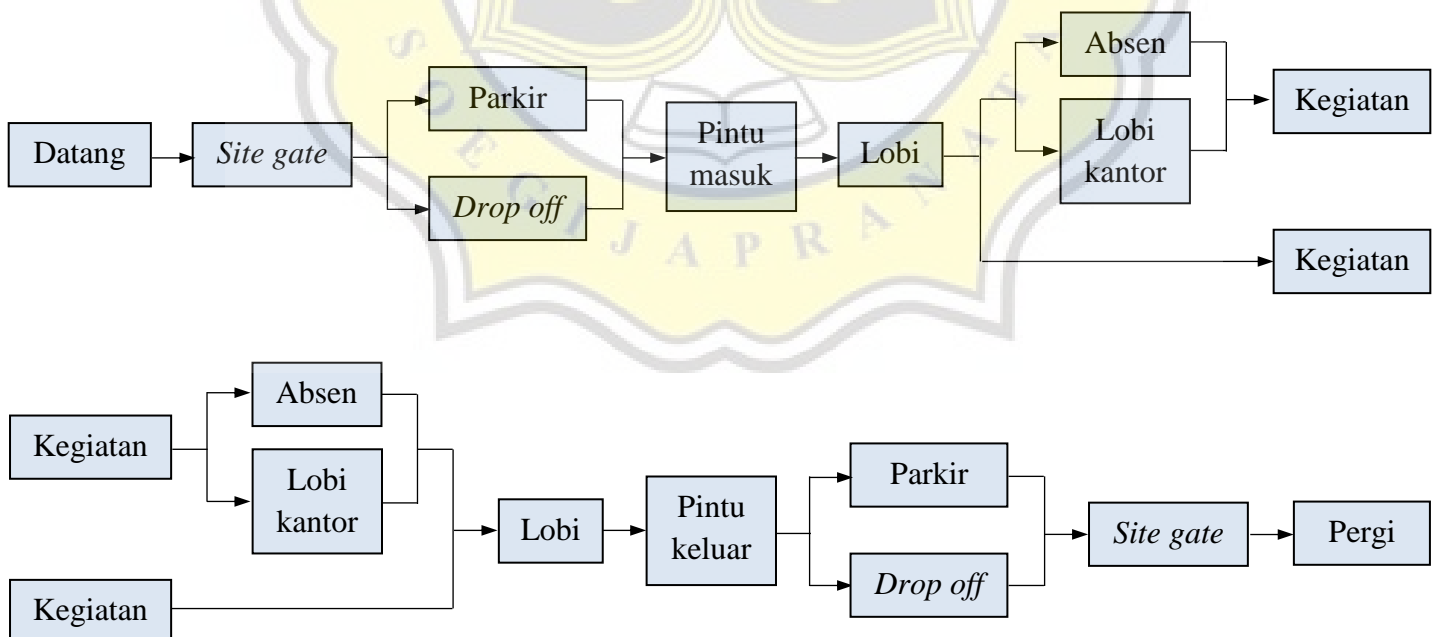 Datang
Site gate
Parkir
Drop off
Pintu
masuk
Lobi
Absen
Lobi
kantor
Kegiatan
Kegiatan
SOEGIJAPRANATA
Kegiatan
Absen
Lobi
kantor
Kegiatan
Lobi
Pintu
keluar
Parkir
Drop off
Site gate
Pergi